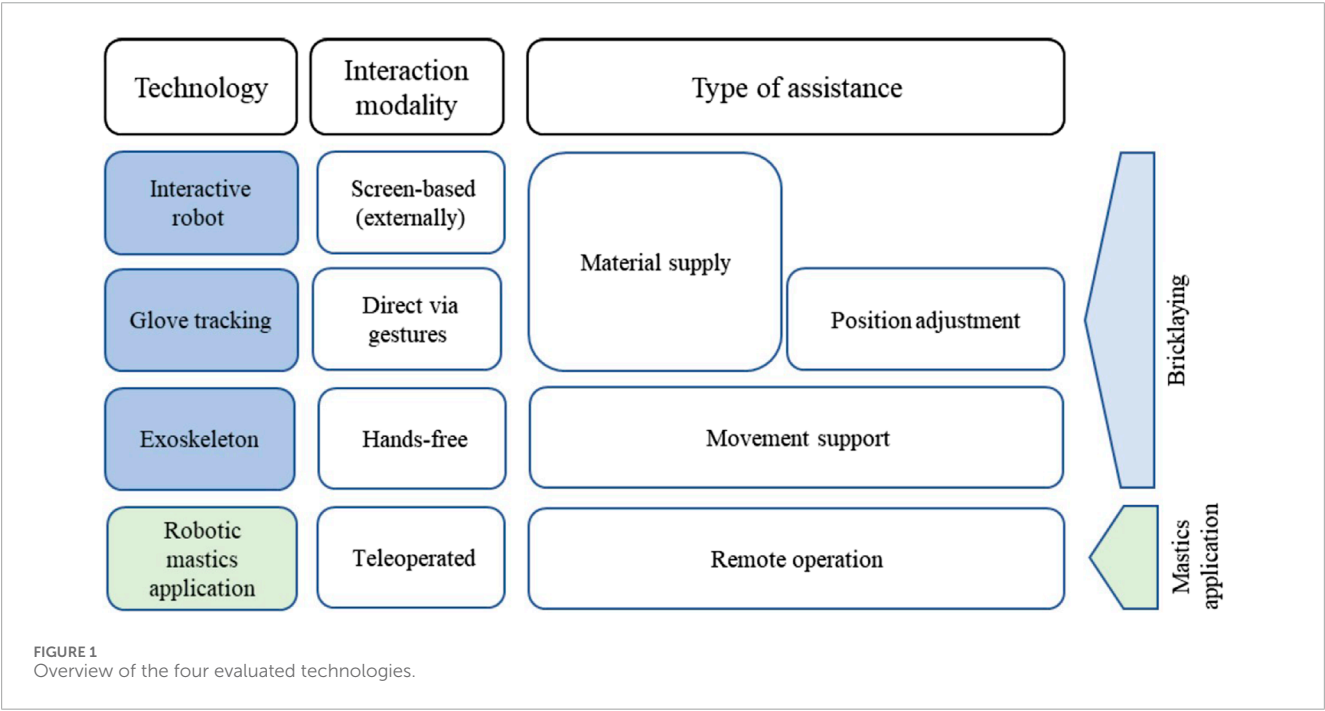 Technology
Interaction
modality
Type of assistance
Interactive
robot
Screen-based
(externally)
Material supply
Glove tracking
Direct via
gestures
Position adjustment
Exoskeleton
Hands-free
Movement support
Bricklaying
Robotic
mastics
application
Teleoperated
Remote operation
Mastics
application
FIGURE 1
Overview of the four evaluated technologies.